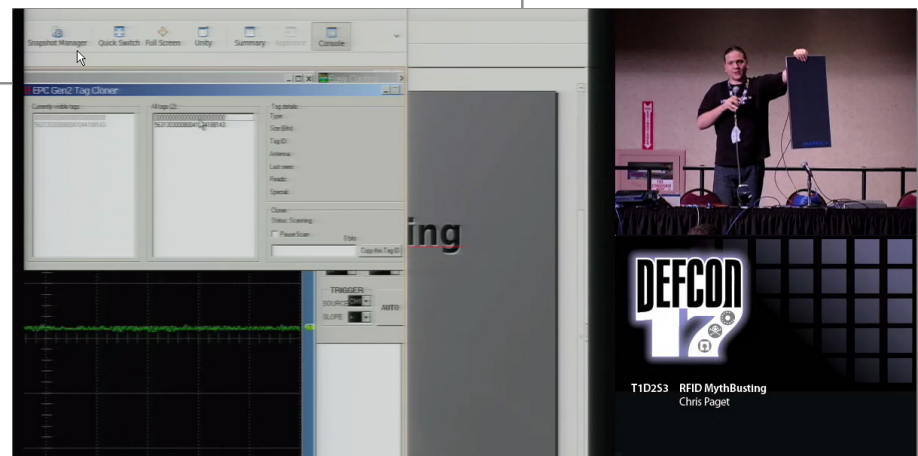 Snapshot Manager Quick Switch Full Screen Unity Summary Appliance Console
EPC Gen2 Tag Cloner
Currently visible tags:
All tags (2):
Tag details:
Type:
Size (Bits):
Tag ID:
Antenna:
Last seen:
Reads:
Special:
Cloner:
Status: Scanning
Pause Scan
0 bits
Copy this Tag ID
ing
TRIGGER
SOURCE CH1
SLOPE
AUTO
DEFCON
17
T1D2S3 RFID MythBusting
Chris Paget